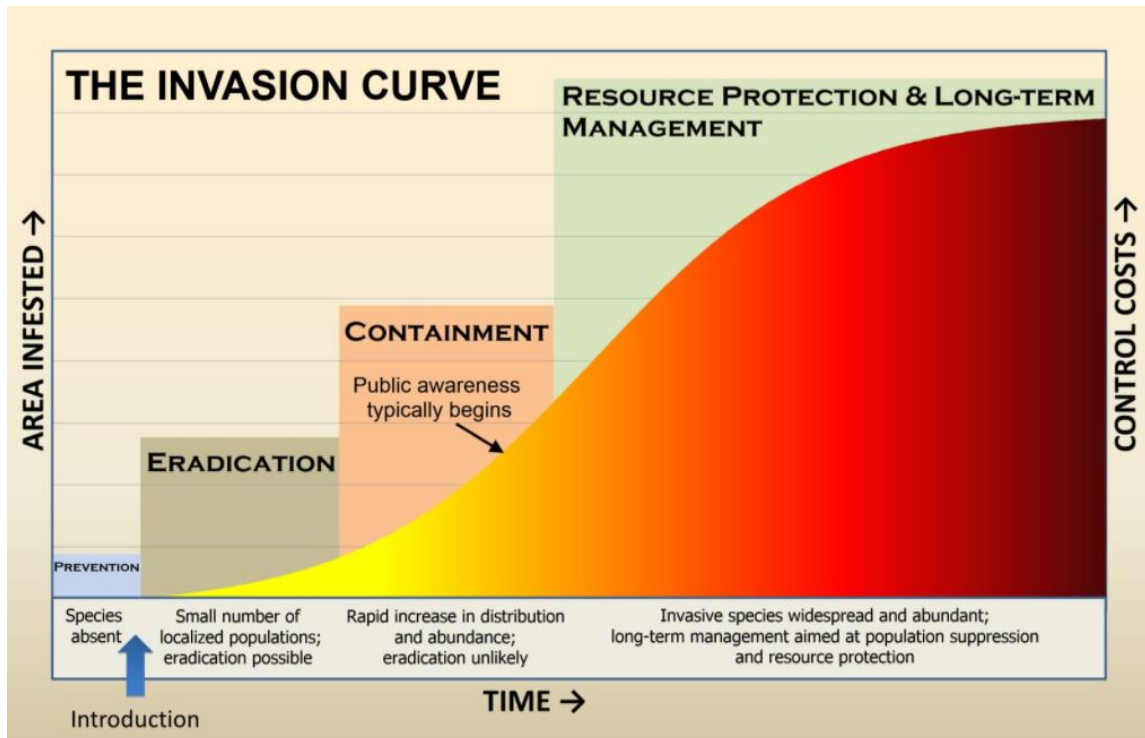 THE INVASION CURVE
RESOURCE PROTECTION & LONG-TERM
MANAGEMENT
CONTAINMENT
Public awareness
typically begins
ERADICATION
PREVENTION
AREA INFESTED →
CONTROL COSTS →
Species
absent
Small number of
localized populations;
eradication possible
Rapid increase in distribution
and abundance;
eradication unlikely
Invasive species widespread and abundant;
long-term management aimed at population suppression
and resource protection
TIME →
Introduction